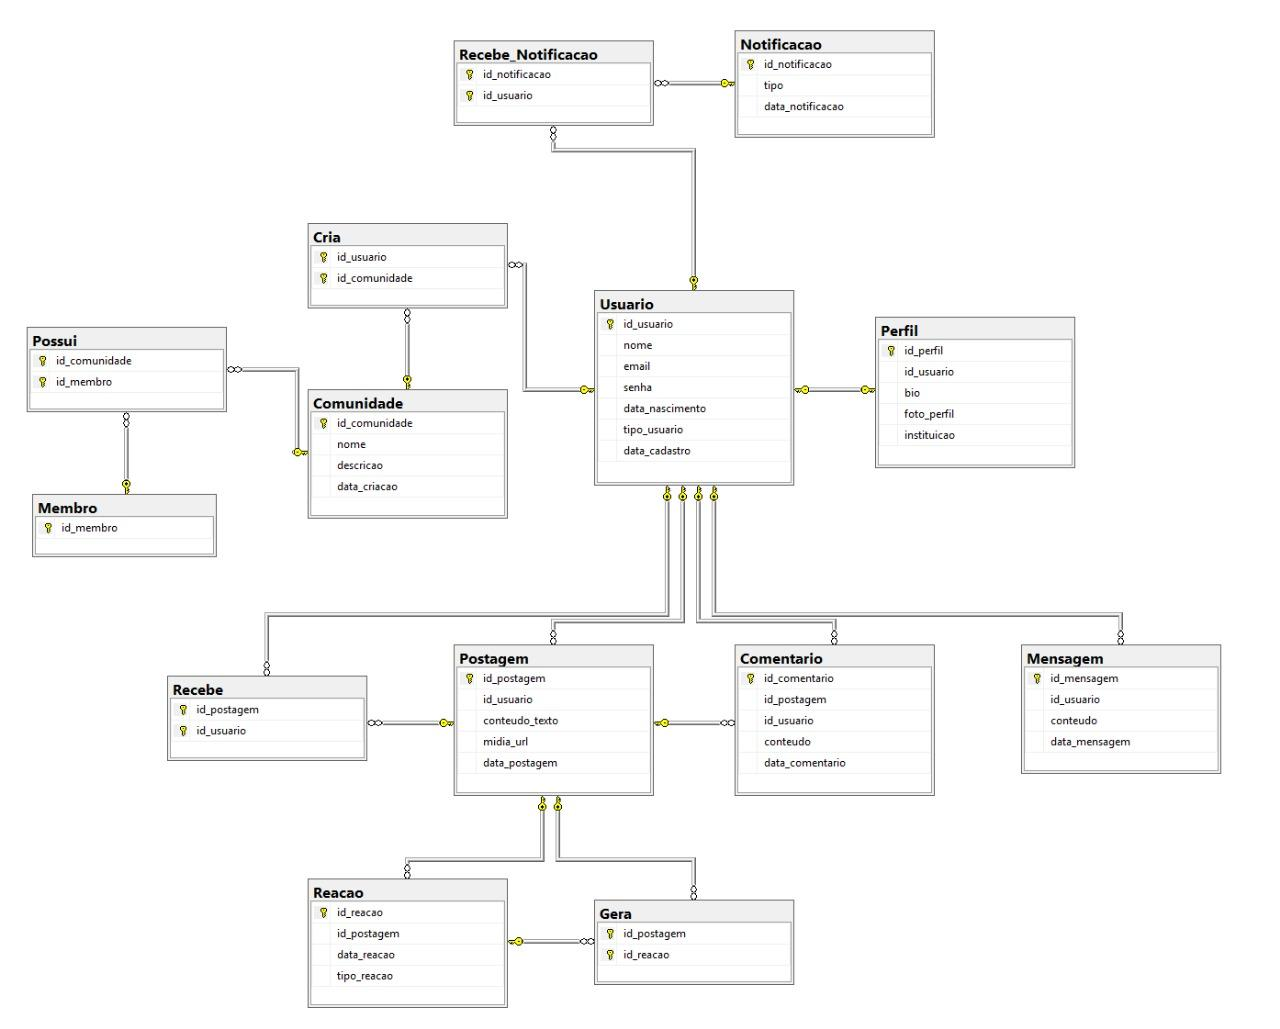 Recebe_Notificacao
id_notificacao
id_usuario
Notificacao
id_notificacao
tipo
data_notificacao
Cria
id_usuario
id_comunidade
Possui
id_comunidade
id_membro
Comunidade
id_comunidade
nome
descricao
data_criacao
Membro
id_membro
Usuario
id_usuario
nome
email
senha
data_nascimento
tipo_usuario
data_cadastro
Perfil
id_perfil
id_usuario
bio
foto_perfil
instituicao
Recebe
id_postagem
id_usuario
Postagem
id_postagem
id_usuario
conteudo_texto
midia_url
data_postagem
Comentario
id_comentario
id_postagem
id_usuario
conteudo
data_comentario
Mensagem
id_mensagem
id_usuario
conteudo
data_mensagem
Reacao
id_reacao
id_postagem
data_reacao
tipo_reacao
Gera
id_postagem
id_reacao